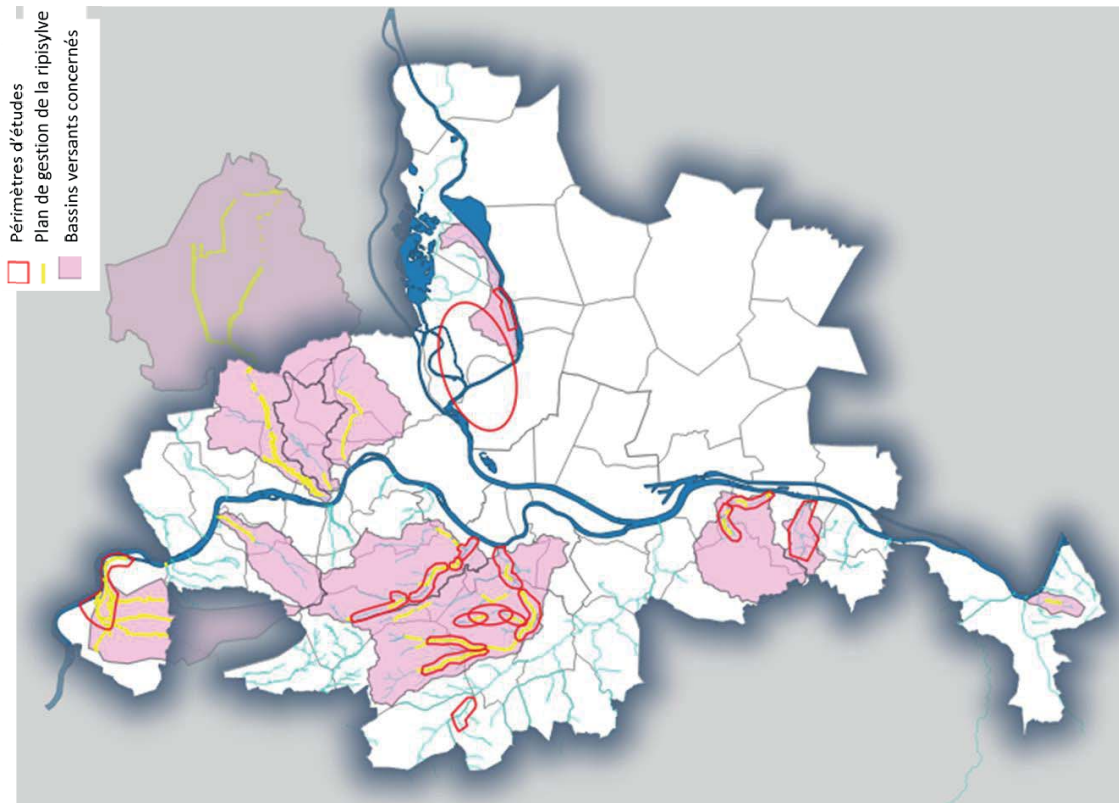 Périmètres d'études
Plan de gestion de la ripisylve
Bassins versants concernés